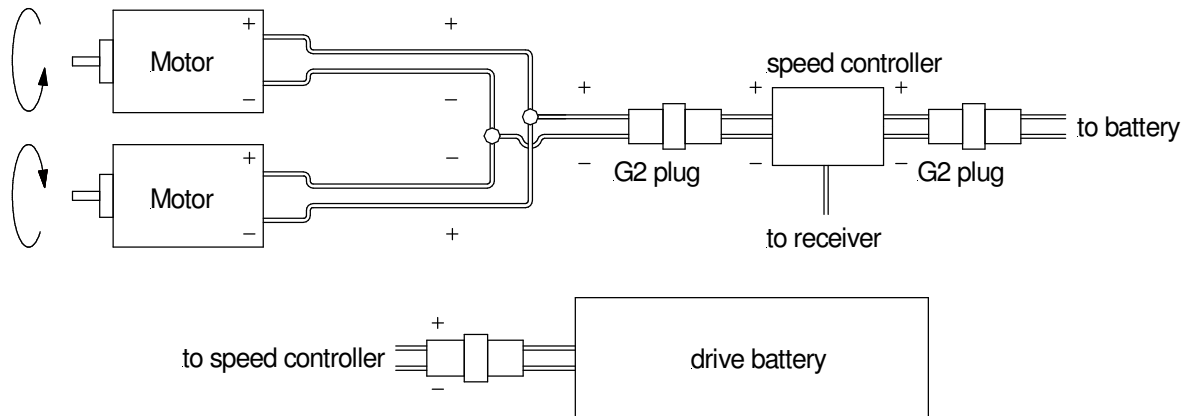 + +
Motor
speed controller
− − + + +
to battery
− − − −
+ G2 plug G2 plug
Motor
− to receiver
+
+
to speed controller drive battery
−